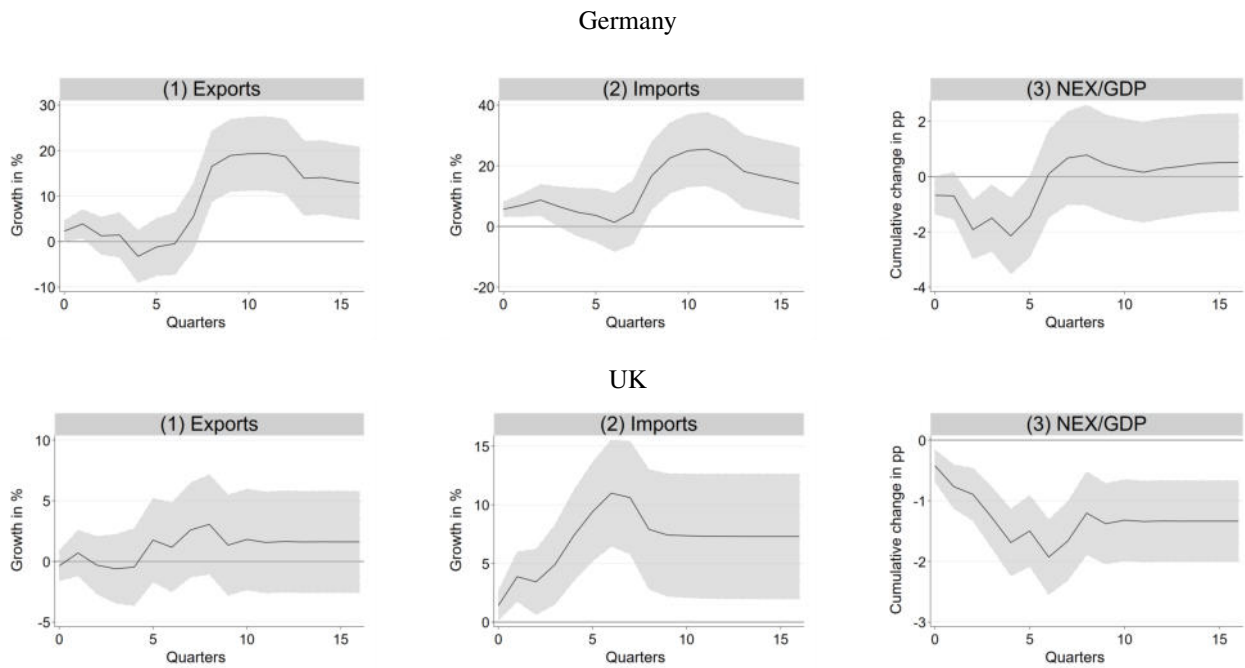 Germany
(1) Exports
Growth in %
30
20
10
0
-10
0 5 10 15
Quarters
(2) Imports
Growth in %
40
20
0
-20
0 5 10 15
Quarters
(3) NEX/GDP
Cumulative change in pp
2
0
-2
-4
0 5 10 15
Quarters
UK
(1) Exports
Growth in %
10
5
0
-5
0 5 10 15
Quarters
(2) Imports
Growth in %
15
10
5
0
0 5 10 15
Quarters
(3) NEX/GDP
Cumulative change in pp
0
-1
-2
-3
0 5 10 15
Quarters